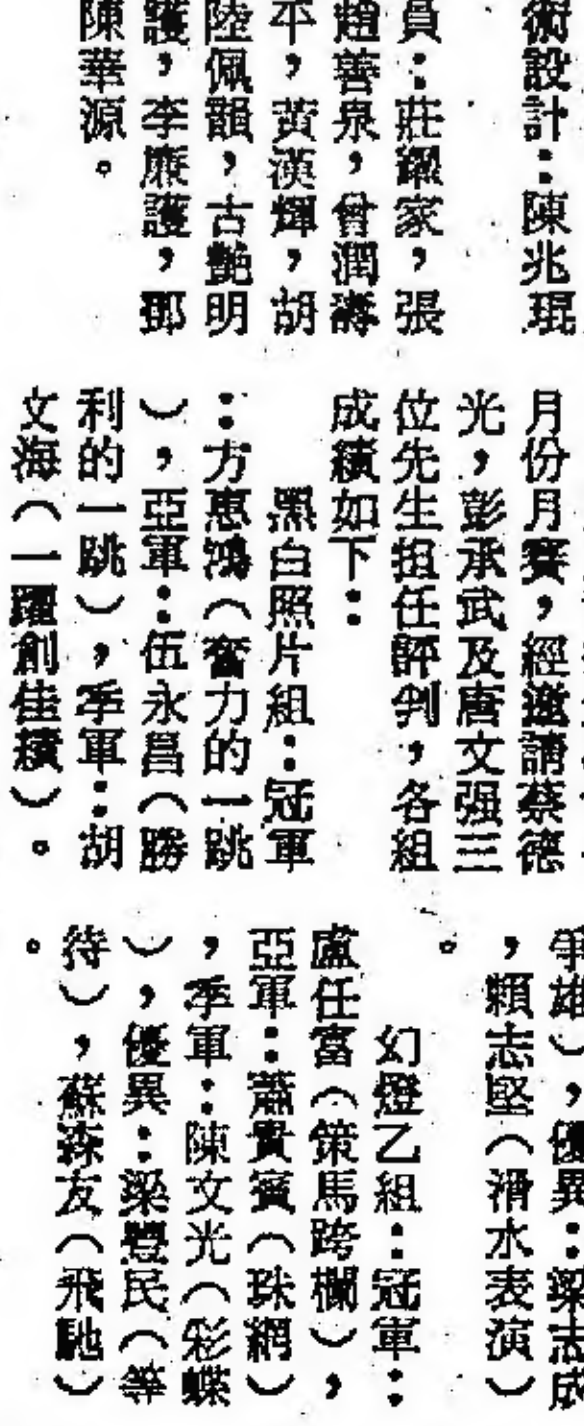 術設計：陳兆琨
員：莊躍家，張
趙善泉，曾潤濤
平，黃漢輝，胡
陸佩韻，古艷明
護，李廉護，鄧
陳華源。
月份月賽，經邀請蔡德
光，彭承武及唐文强三
位先生担任評判，各組
成績如下：
黑白照片組：冠軍
：方惠鴻（奮力的一跳
），亞軍：伍永昌（勝
利的一跳），季軍：胡
文海（一躍創佳績）。
爭雄），優異：梁志成
，賴志堅（滑水表演）
。
幻燈乙組：冠軍：
盧任富（策馬跨欄），
亞軍：蕭貴賓（珠網）
，季軍：陳文光（彩蝶
），優異：梁豐民（等
待），蘇森友（飛馳）
。